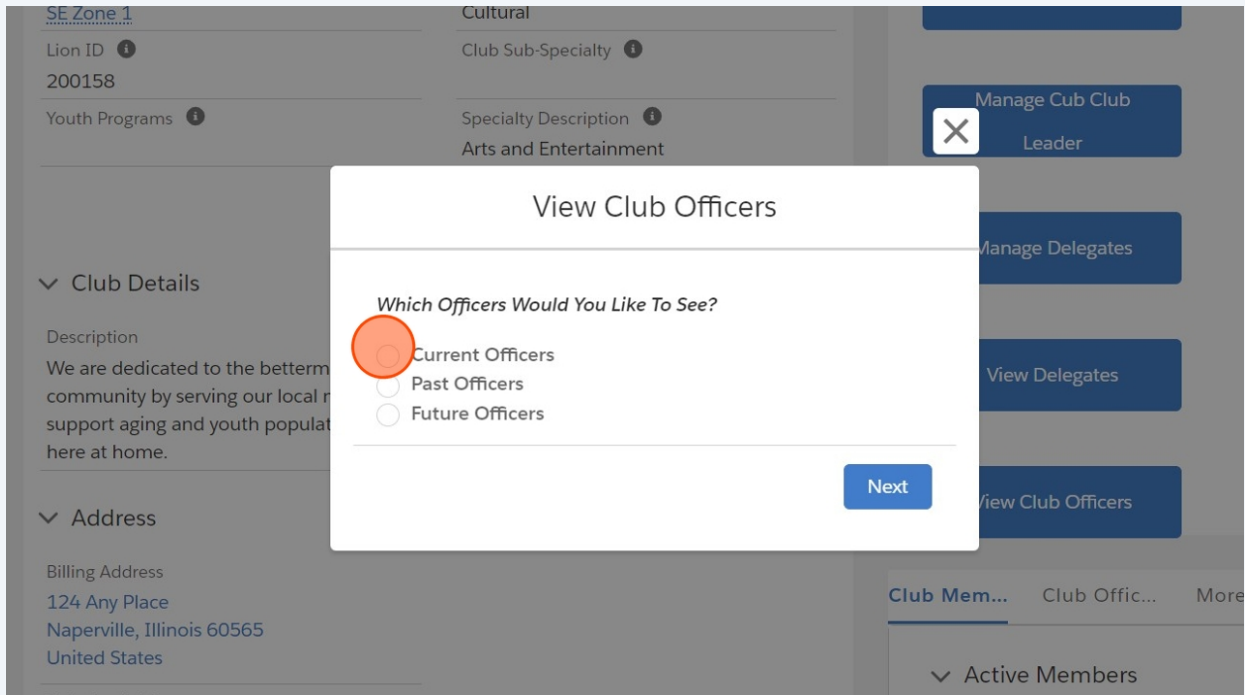 SE Zone 1
Cultural
Lion ID
Club Sub-Specialty
200158
Youth Programs
Specialty Description
Arts and Entertainment
Manage Cub Club
Leader
View Club Officers
Manage Delegates
Club Details
Which Officers Would You Like To See?
Description
Current Officers
We are dedicated to the betterm
Past Officers
View Delegates
community by serving our local
Future Officers
support aging and youth populat
here at home.
Next
View Club Officers
Address
Billing Address
124 Any Place
Club Mem...
Club Offic...
More
Naperville, Illinois 60565
United States
Active Members